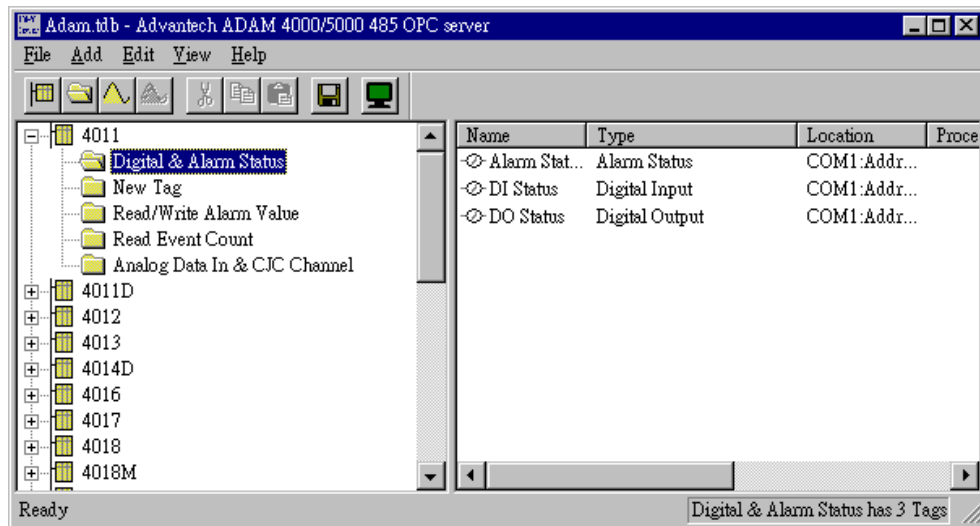 Adam.tdb - Advantech ADAM 4000/5000 485 OPC server
File Add Edit View Help
4011
Digital & Alarm Status
New Tag
Read/Write Alarm Value
Read Event Count
Analog Data In & CJC Channel
4011D
4012
4013
4014D
4016
4017
4018
4018M
Name Type Location Proce
Alarm Stat... Alarm Status COM1:Addr...
DI Status Digital Input COM1:Addr...
DO Status Digital Output COM1:Addr...
Ready Digital & Alarm Status has 3 Tags